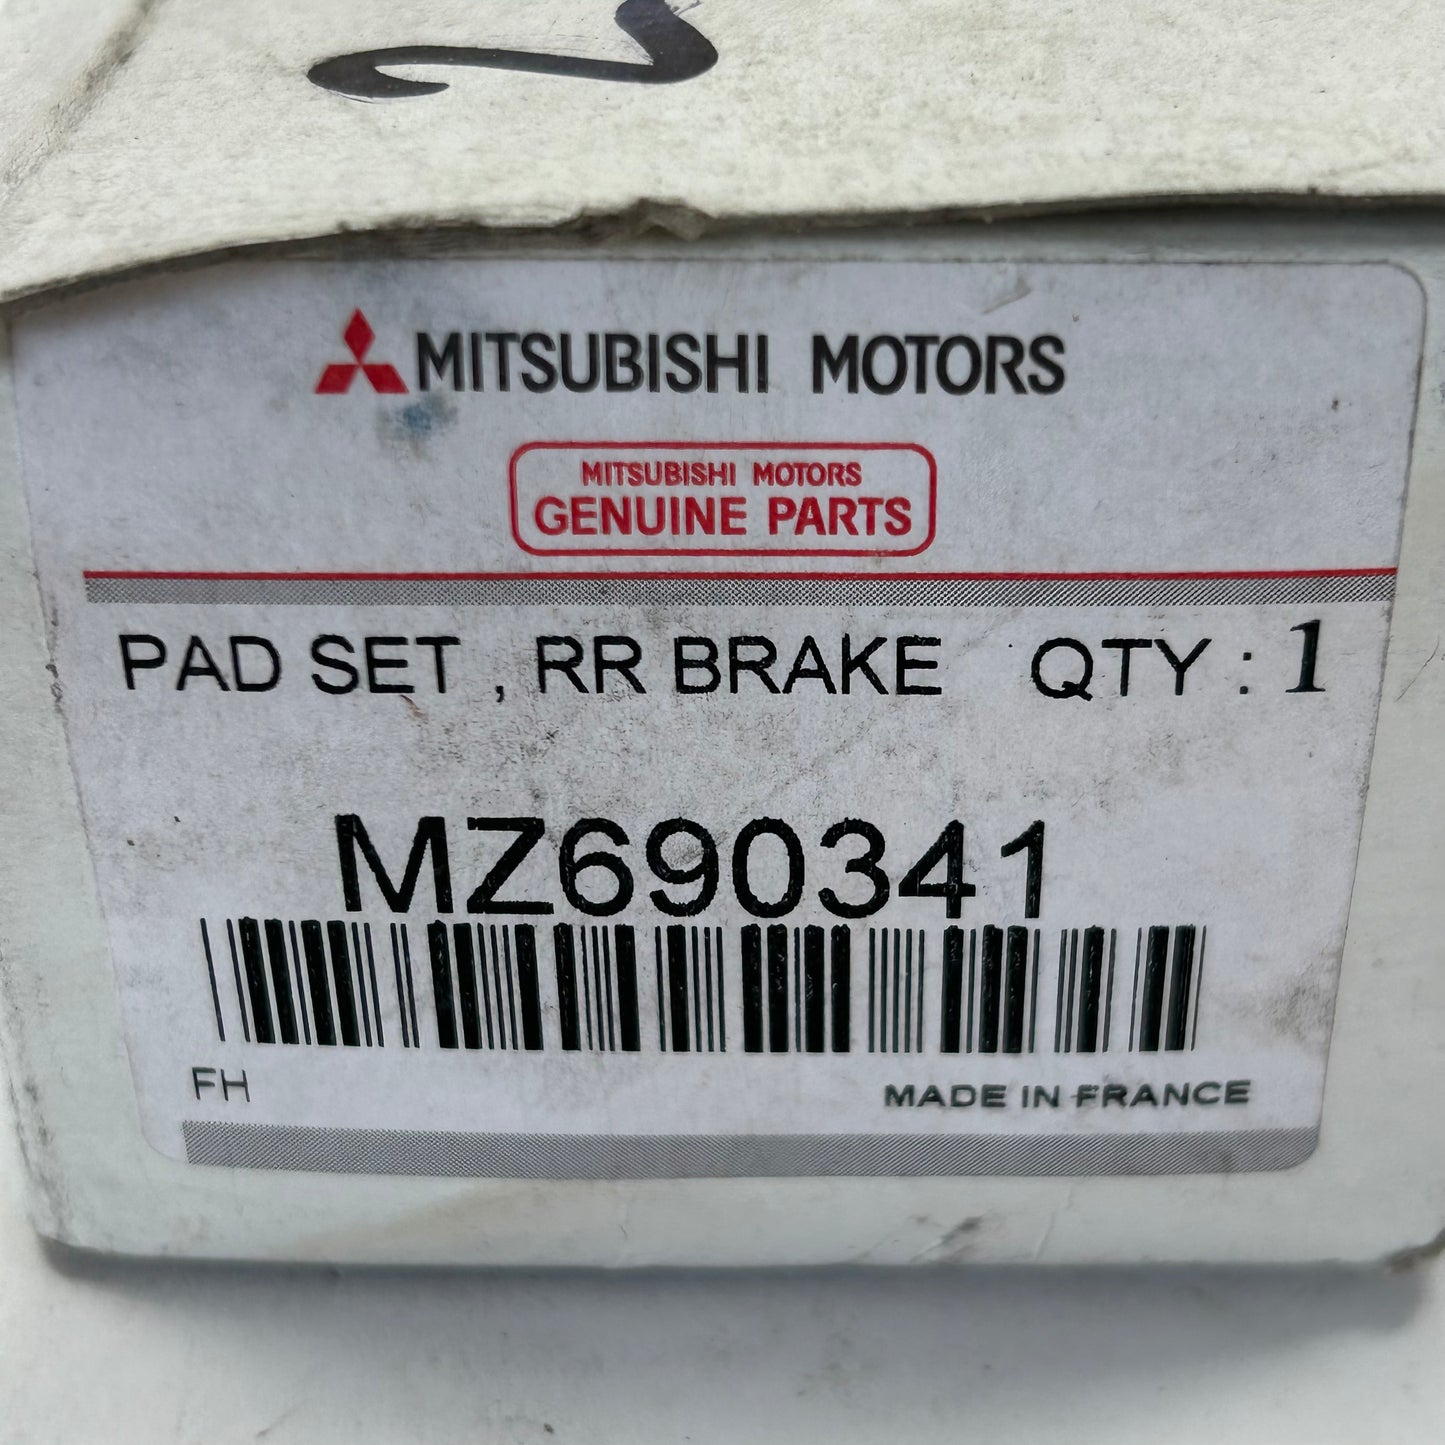 MITSUBISHI MOTORS
MITSUBISHI MOTORS
GENUINE PARTS
PAD SET , RR BRAKE QTY : 1
MZ690341
FH MADE IN FRANCE